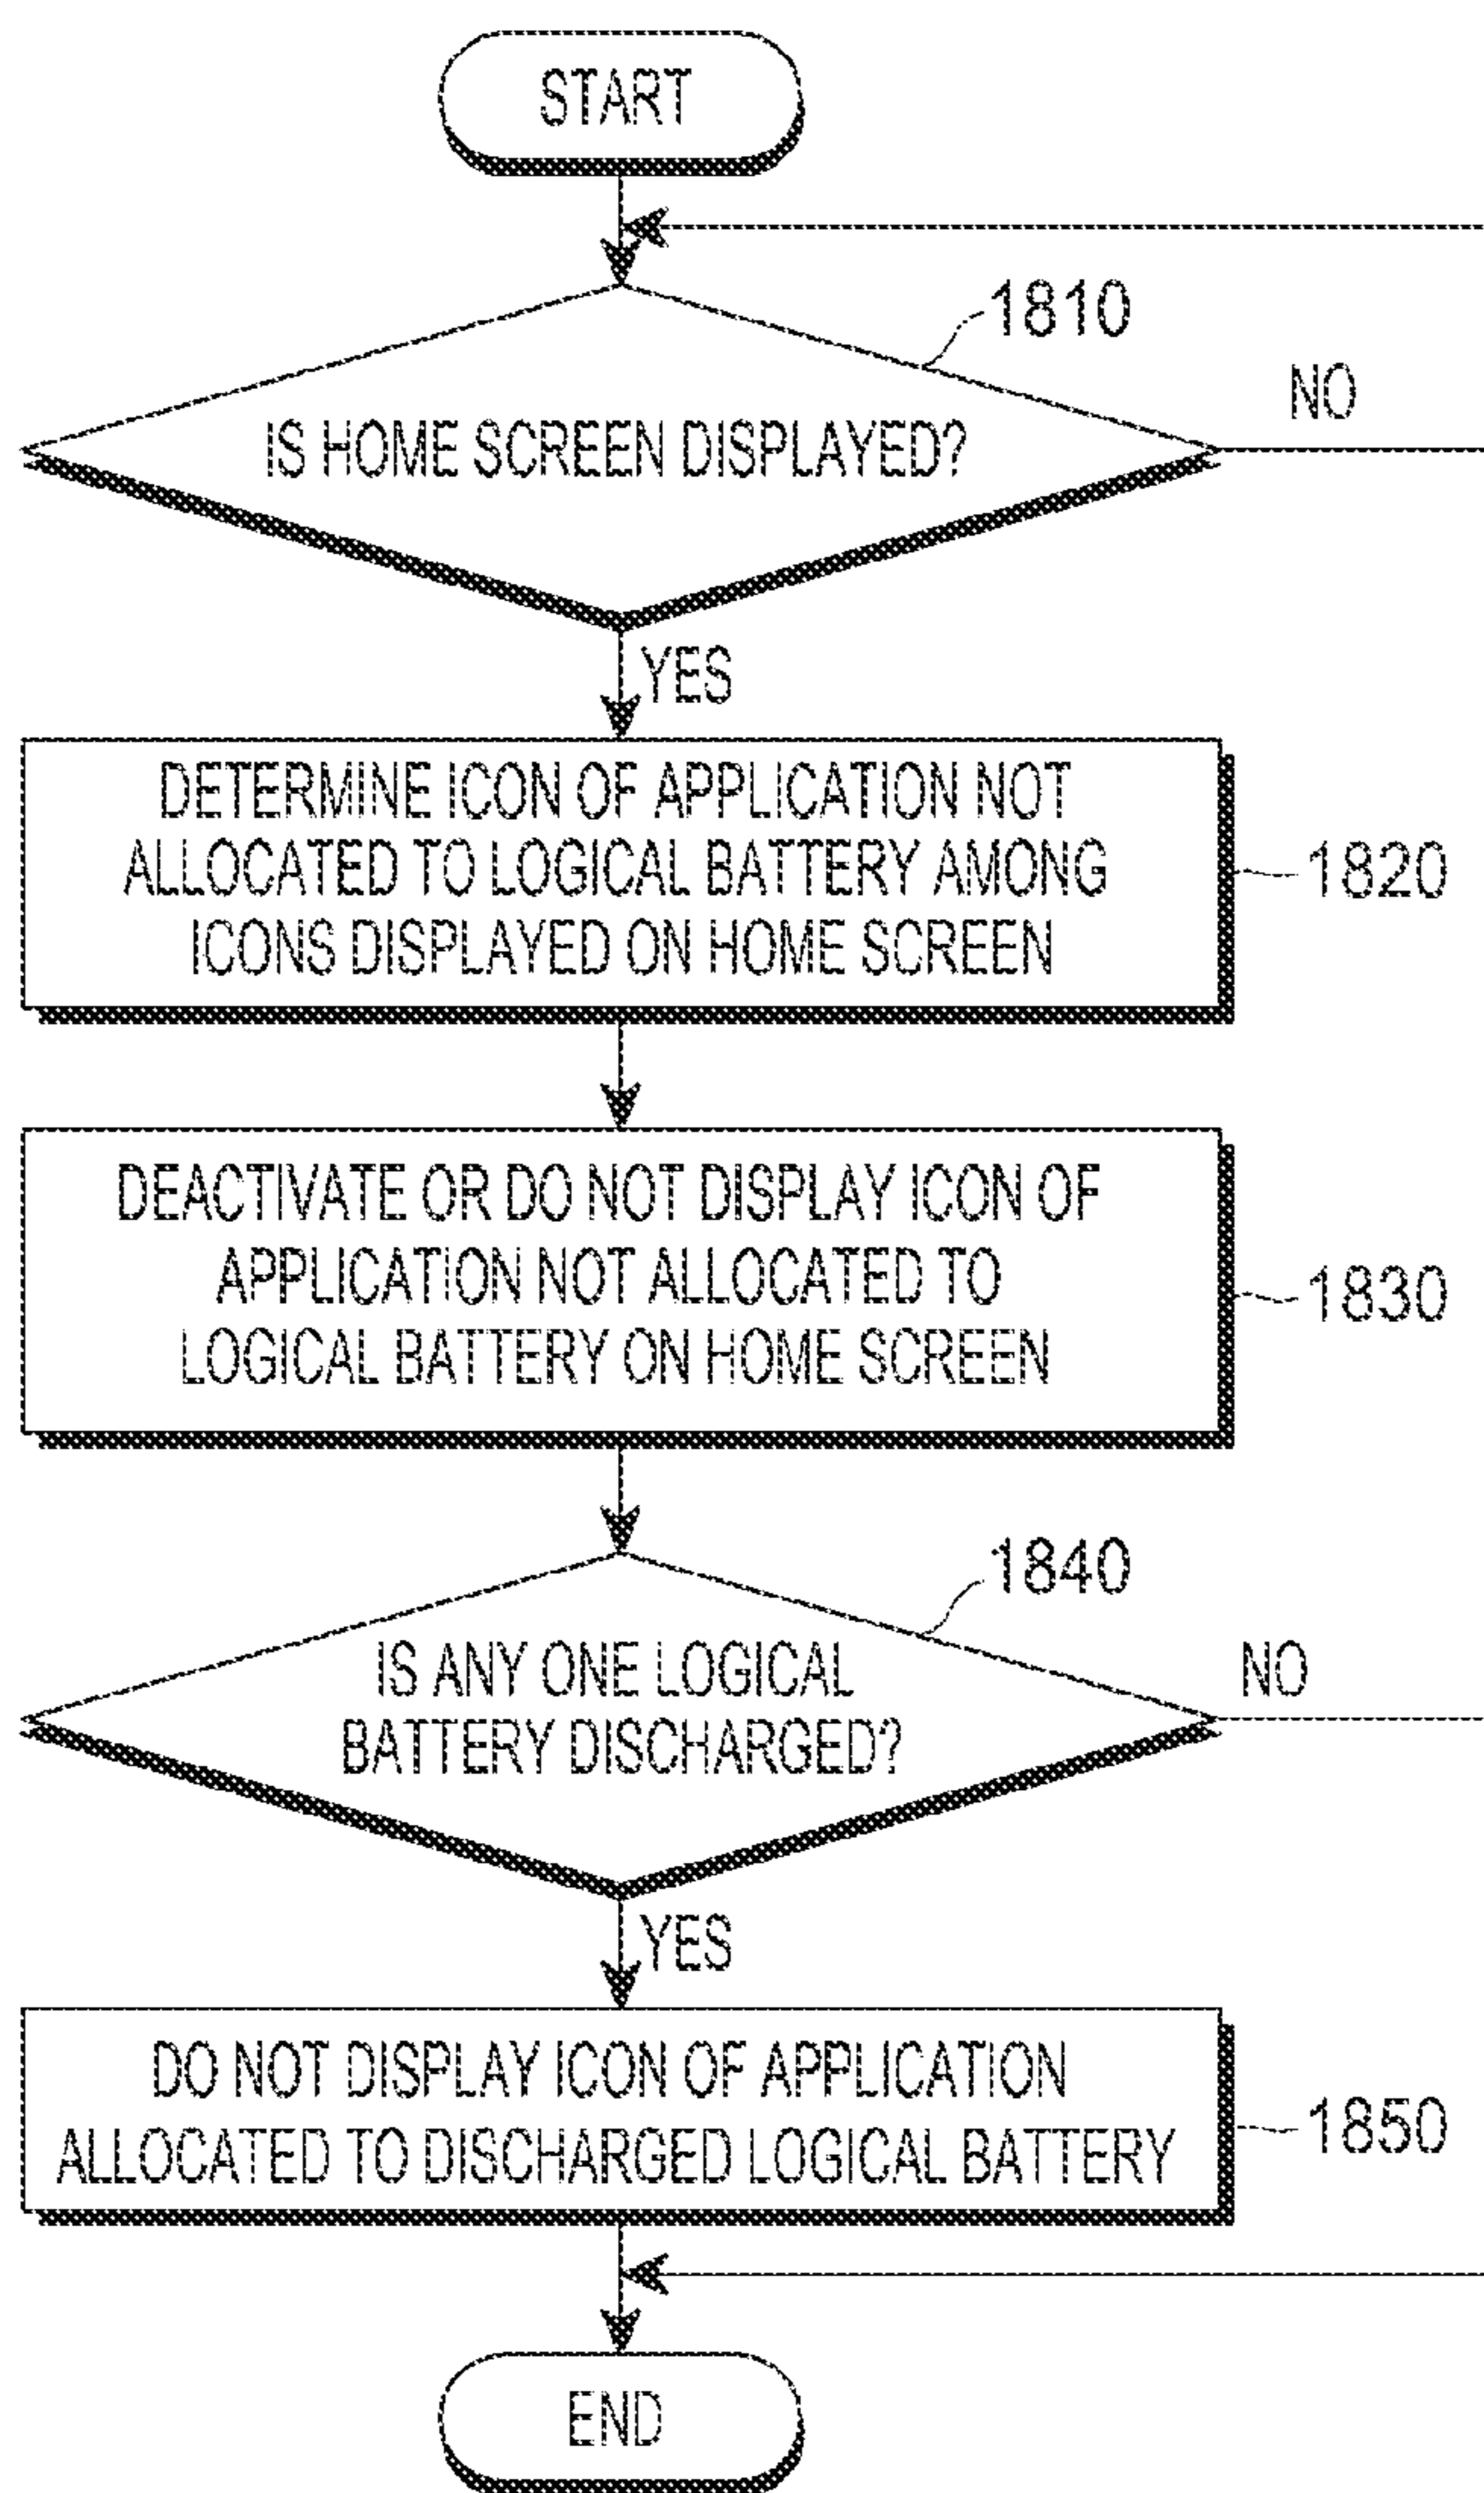 START
1810
IS HOME SCREEN DISPLAYED?
NO
YES
DETERMINE ICON OF APPLICATION NOT
ALLOCATED TO LOGICAL BATTERY AMONG
ICONS DISPLAYED ON HOME SCREEN
1820
DEACTIVATE OR DO NOT DISPLAY ICON OF
APPLICATION NOT ALLOCATED TO
LOGICAL BATTERY ON HOME SCREEN
1830
1840
IS ANY ONE LOGICAL
BATTERY DISCHARGED?
NO
YES
DO NOT DISPLAY ICON OF APPLICATION
ALLOCATED TO DISCHARGED LOGICAL BATTERY
1850
END